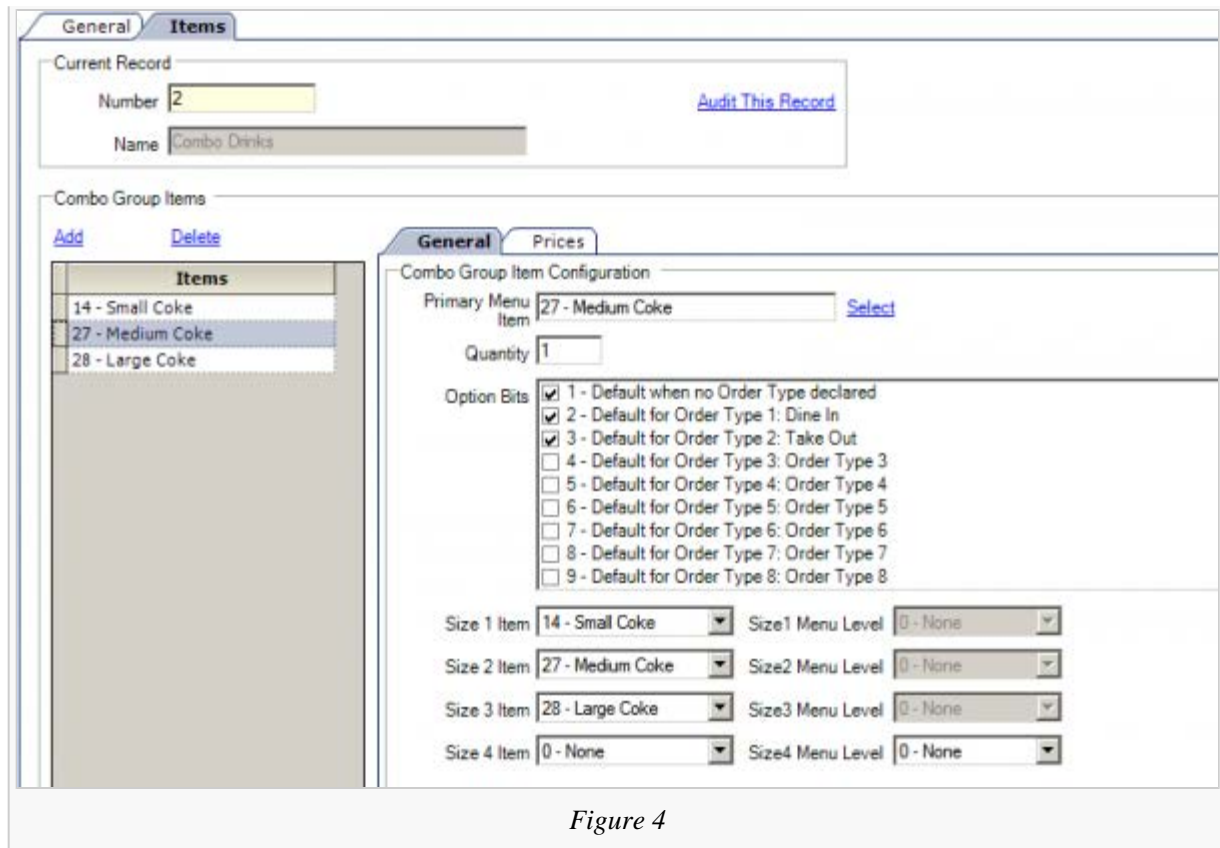 General Items
Current Record
Number 2 Audit This Record
Name Combo Drinks
Combo Group Items
Add Delete
General Prices
Items
Combo Group Item Configuration
14 - Small Coke
27 - Medium Coke
28 - Large Coke
Primary Menu Item 27 - Medium Coke Select
Quantity 1
Option Bits
1 - Default when no Order Type declared
2 - Default for Order Type 1: Dine In
3 - Default for Order Type 2: Take Out
4 - Default for Order Type 3: Order Type 3
5 - Default for Order Type 4: Order Type 4
6 - Default for Order Type 5: Order Type 5
7 - Default for Order Type 6: Order Type 6
8 - Default for Order Type 7: Order Type 7
9 - Default for Order Type 8: Order Type 8
Size 1 Item 14 - Small Coke Size1 Menu Level 0 - None
Size 2 Item 27 - Medium Coke Size2 Menu Level 0 - None
Size 3 Item 28 - Large Coke Size3 Menu Level 0 - None
Size 4 Item 0 - None Size4 Menu Level 0 - None
Figure 4